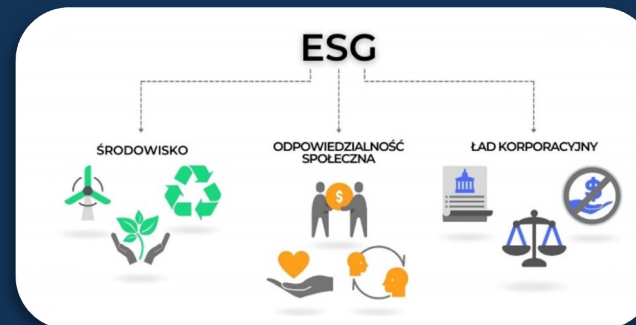 ESG
ŚRODOWISKO
ODPOWIEDZIALNOŚĆ
SPOŁECZNA
ŁAD KORPORACYJNY
$
$